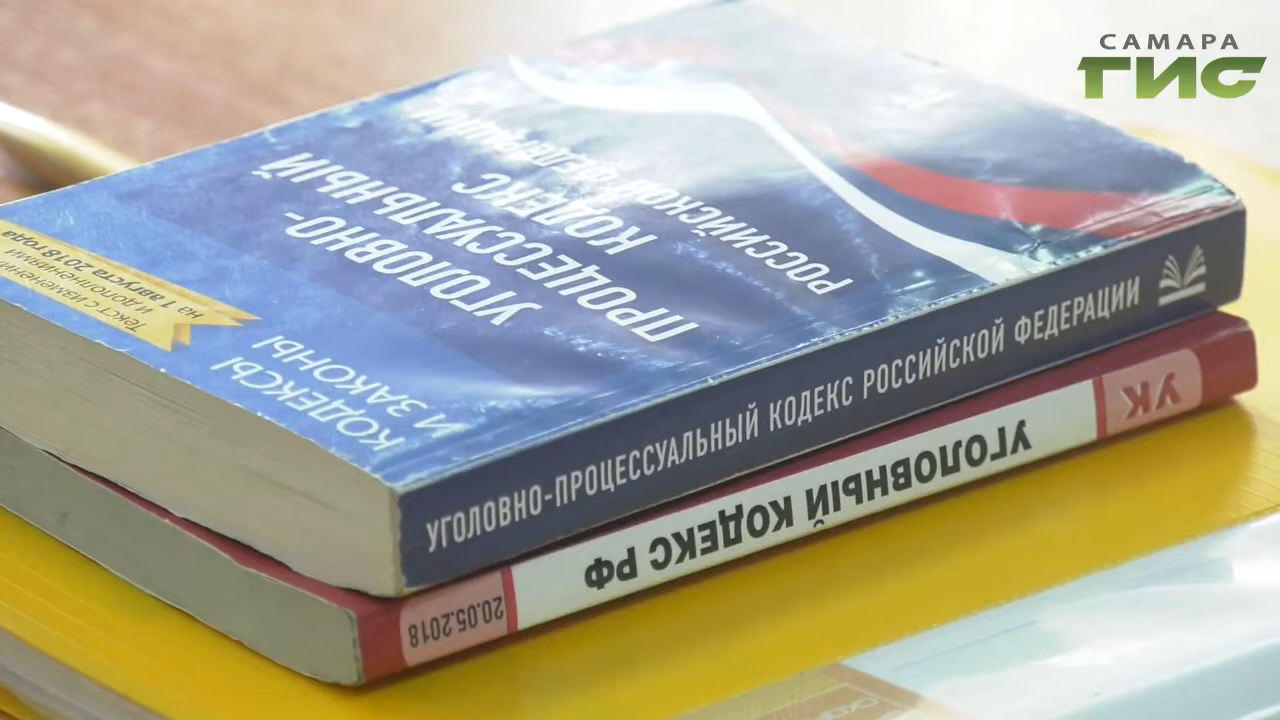 САМАРА
ГИС
УГОЛОВНО-
ПРОЦЕССУАЛЬНЫЙ
КОДЕКС
РОССИЙСКОЙ ФЕДЕРАЦИИ
Текст с изменениями
и дополнениями
на 1 августа 2018 года
КОДЕКСЫ
И ЗАКОНЫ
УГОЛОВНО-ПРОЦЕССУАЛЬНЫЙ КОДЕКС РОССИЙСКОЙ ФЕДЕРАЦИИ
УК
УГОЛОВНЫЙ КОДЕКС РФ
20.05.2018